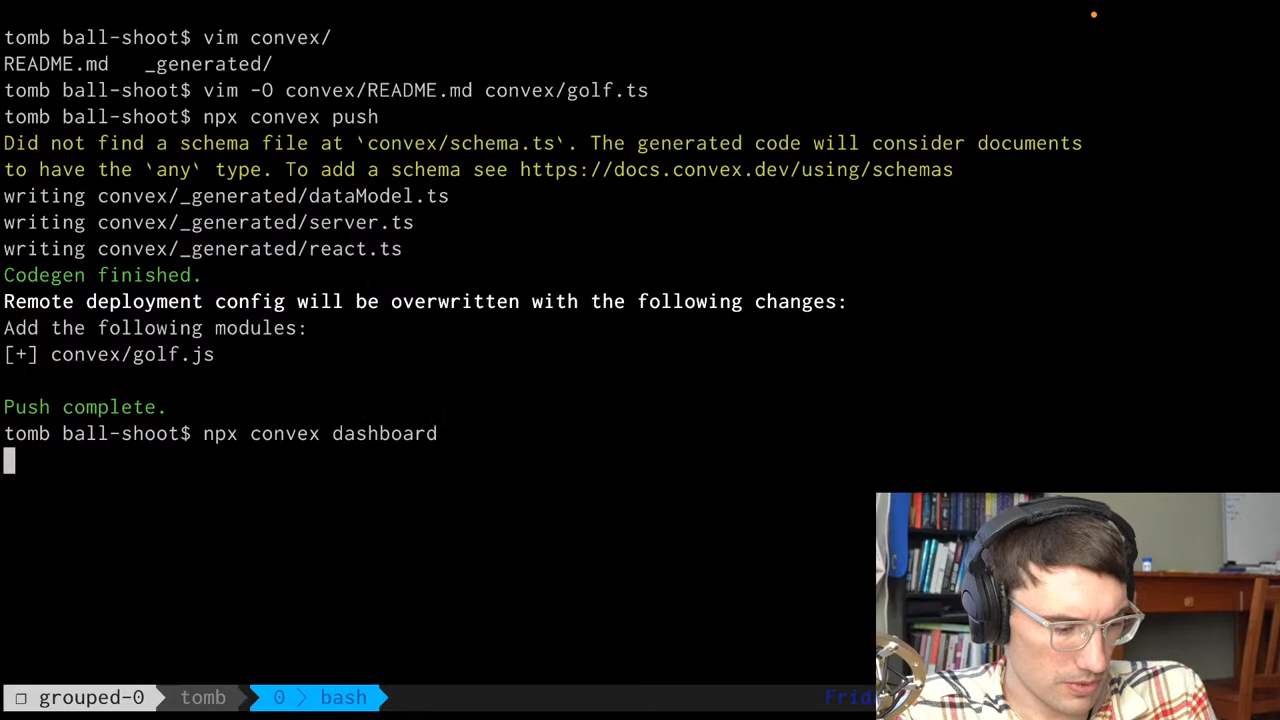 tomb ball-shoot$ vim convex/
README.md   _generated/
tomb ball-shoot$ vim -O convex/README.md convex/golf.ts
tomb ball-shoot$ npx convex push
Did not find a schema file at `convex/schema.ts`. The generated code will consider documents
to have the `any` type. To add a schema see https://docs.convex.dev/using/schemas
writing convex/_generated/dataModel.ts
writing convex/_generated/server.ts
writing convex/_generated/react.ts
Codegen finished.
Remote deployment config will be overwritten with the following changes:
Add the following modules:
[+] convex/golf.js
Push complete.
tomb ball-shoot$ npx convex dashboard
grouped-0 tomb 0 bash